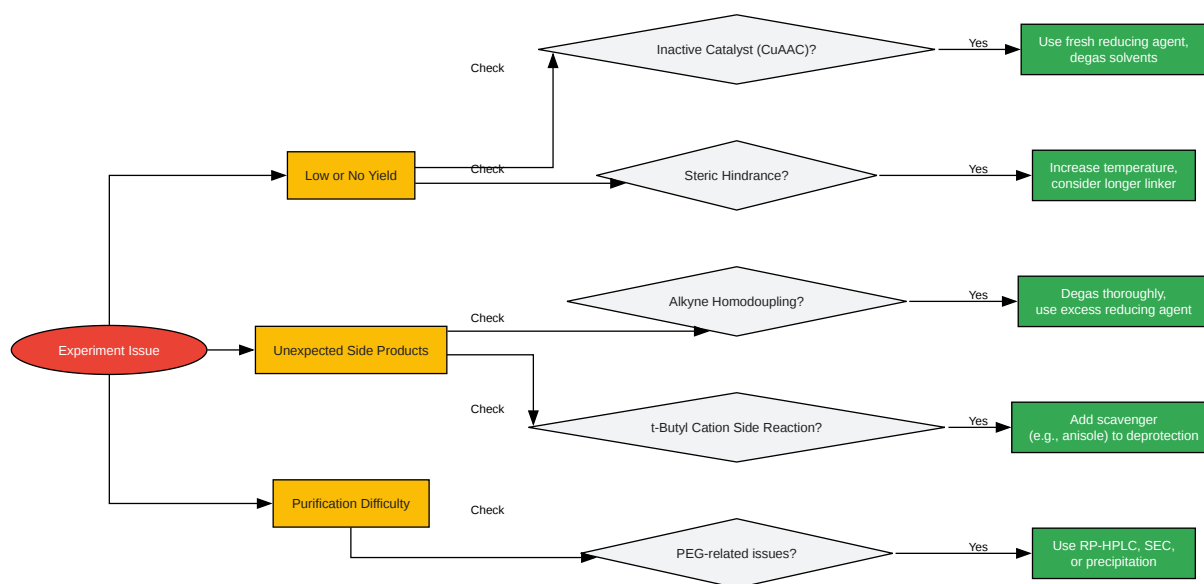 Inactive Catalyst (CuAAC)?
Yes
Use fresh reducing agent,
degas solvents
Check
Low or No Yield
Check
Steric Hindrance?
Yes
Increase temperature,
consider longer linker
Alkyne Homodoupling?
Yes
Degas thoroughly,
use excess reducing agent
Check
Experiment Issue
Unexpected Side Products
Check
t-Butyl Cation Side Reaction?
Yes
Add scavenger
(e.g., anisole) to deprotection
Purification Difficulty
Check
PEG-related issues?
Yes
Use RP-HPLC, SEC,
or precipitation